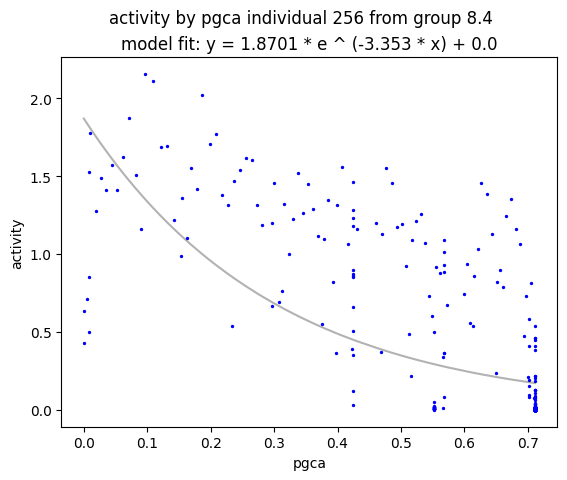 activity by pgca individual 256 from group 8.4
model fit: y = 1.8701 * e ^ (-3.353 * x) + 0.0
2.0
1.5
1.0
0.5
0.0
activity
0.0 0.1 0.2 0.3 0.4 0.5 0.6 0.7
pgca